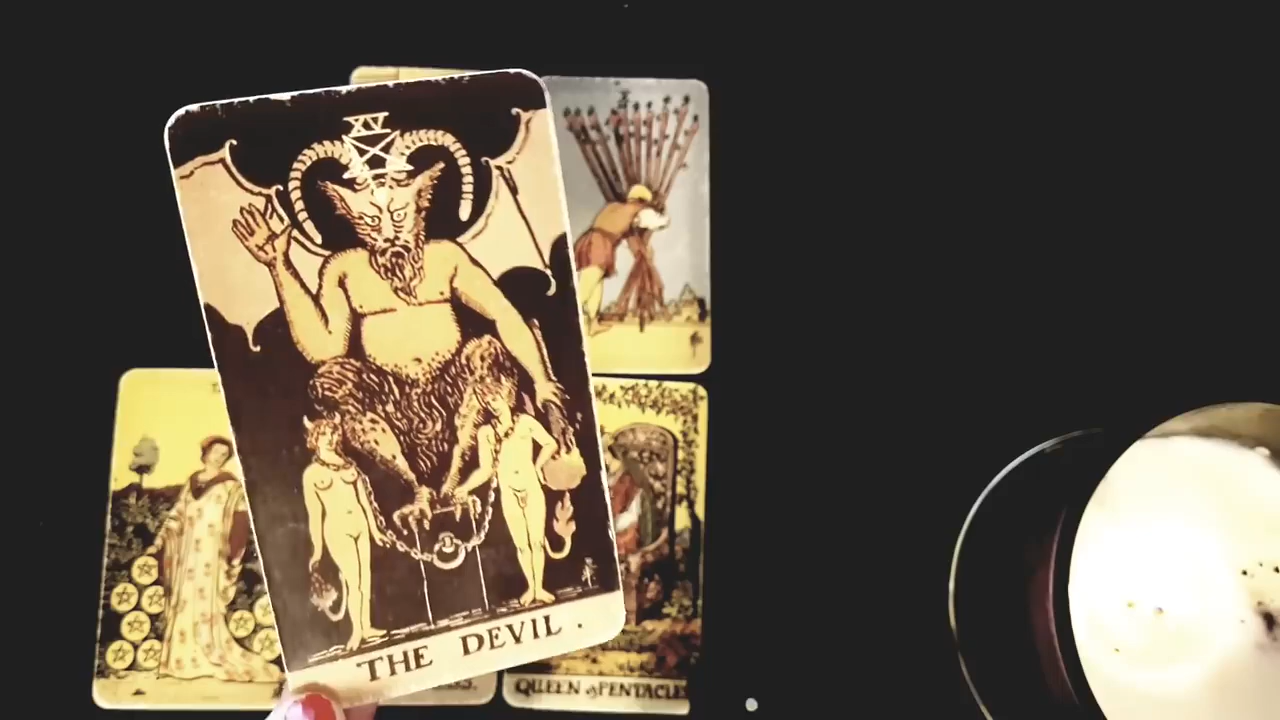 XV
THE DEVIL.
QUEEN of PENTACLES